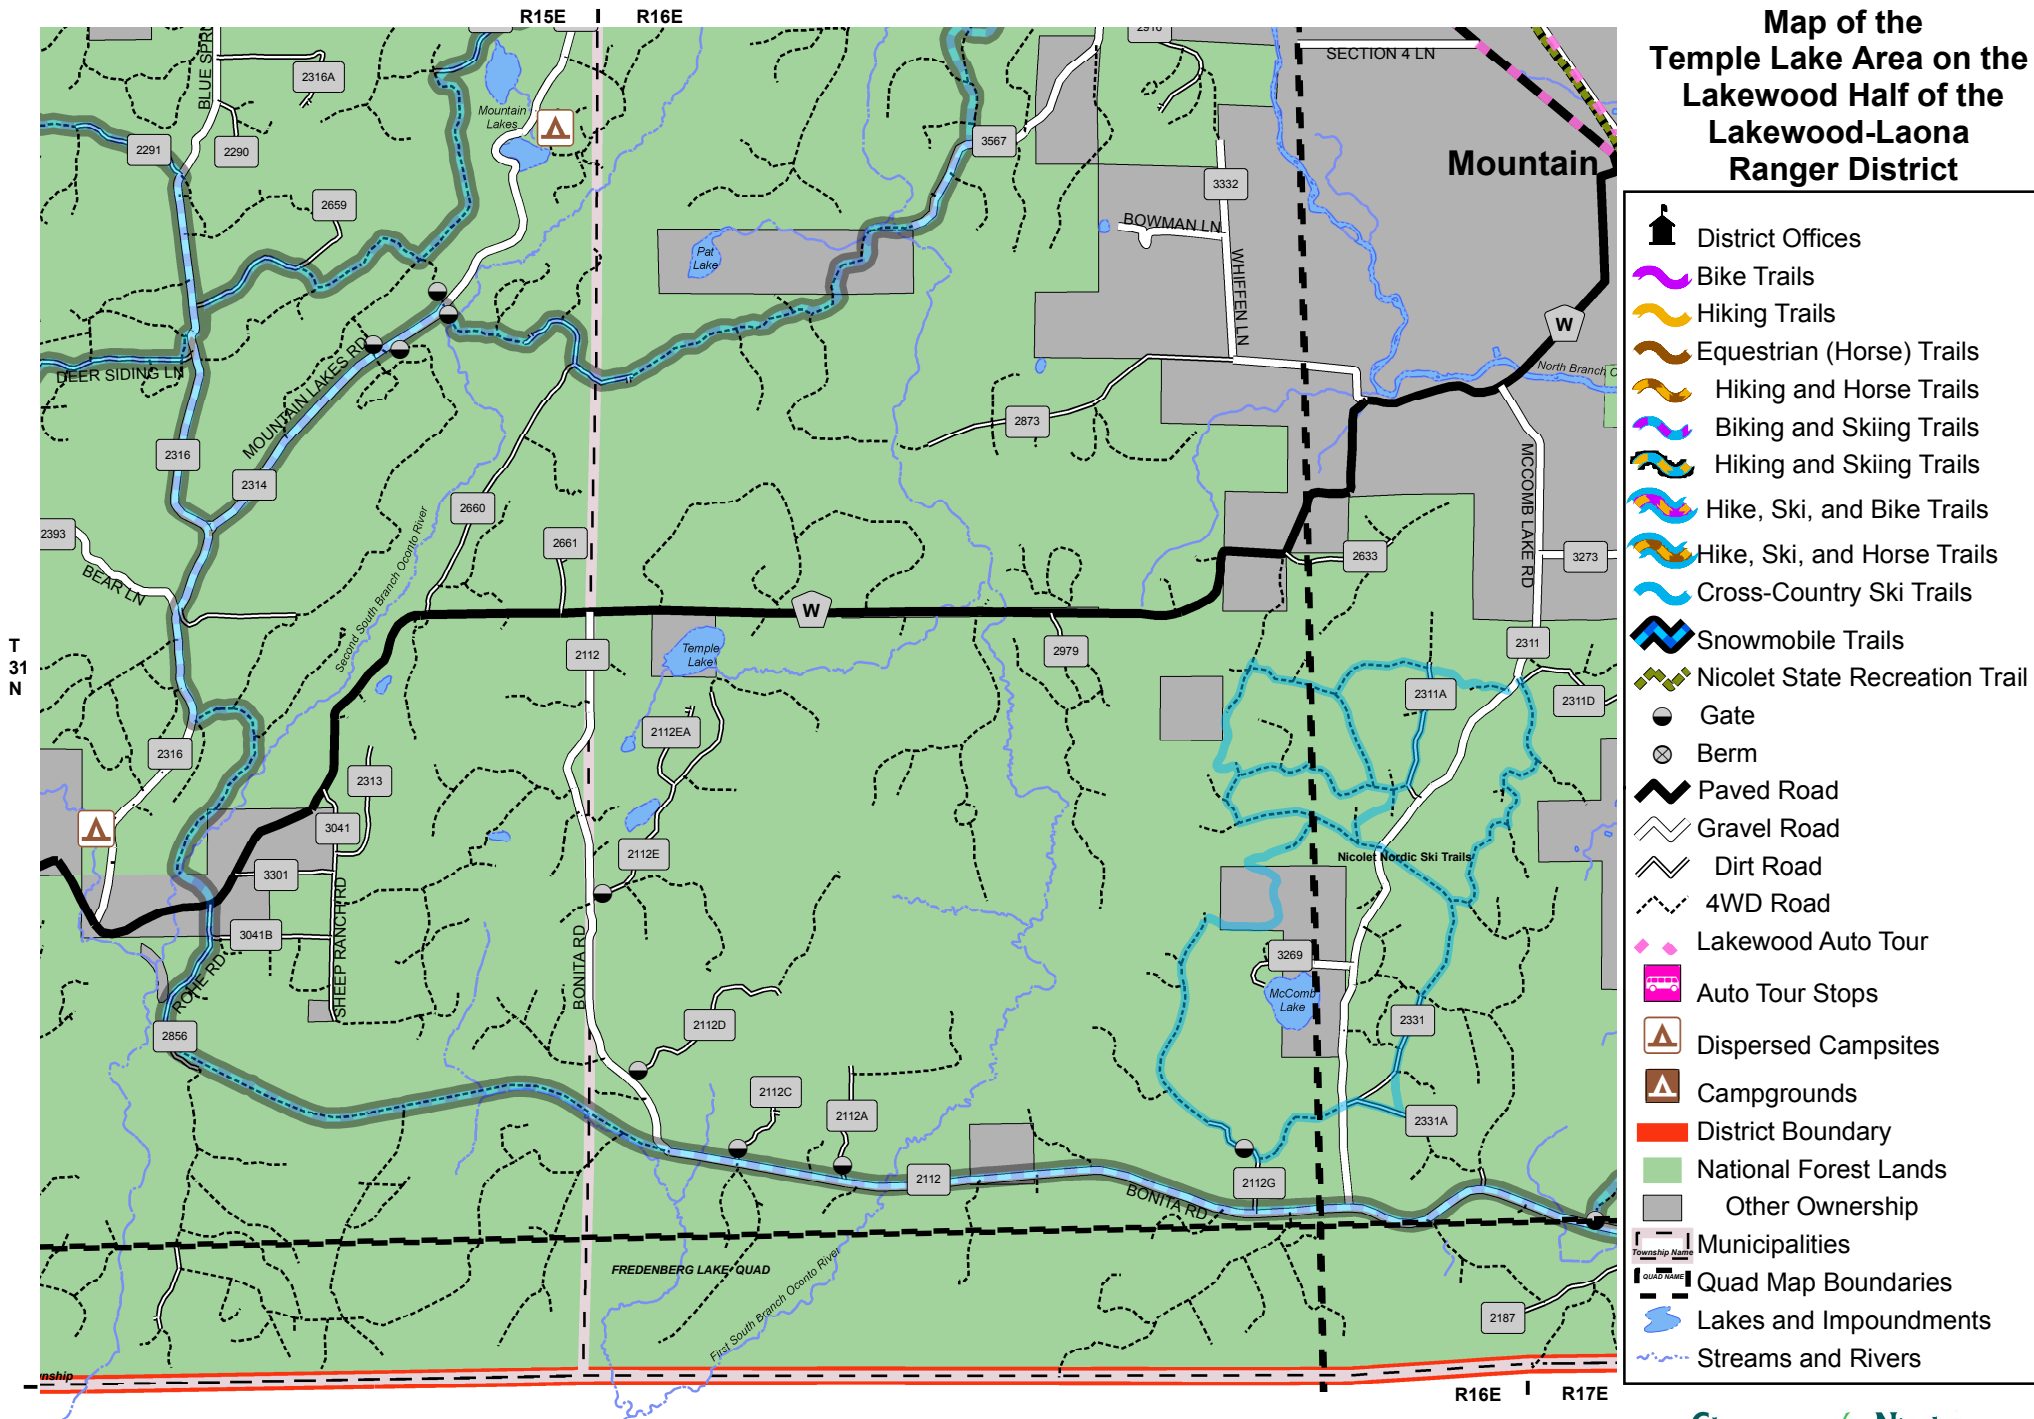 R15E
R16E
Map of the
Temple Lake Area on the
Lakewood Half of the
Lakewood-Laona
Ranger District
SECTION 4 LN
2316A
Mountain
Lakes
2291
2290
3567
Mountain
3332
2659
BOWMAN LN
WHIFFEN LN
Pat
Lake
W
North Branch
DEER SIDING LN
MOUNTAIN LAKES RD
2873
2316
2314
MCCOMB LAKE RD
2660
Second South Branch Oconto River
2393
2661
2633
3273
BEAR LN
W
T
31
N
2112
Temple
Lake
2979
2311
2311A
2311D
2112EA
2316
2313
3041
2112E
Nicolet Nordic Ski Trails
3301
SHEEP RANCH RD
3041B
BONITA RD
3269
ROHE RD
McComb
Lake
2856
2112D
2331
2112C
2112A
2331A
2112
2112G
BONITA RD
FREDENBERG LAKE QUAD
First South Branch Oconto River
2187
R16E
R17E
District Offices
Bike Trails
Hiking Trails
Equestrian (Horse) Trails
Hiking and Horse Trails
Biking and Skiing Trails
Hiking and Skiing Trails
Hike, Ski, and Bike Trails
Hike, Ski, and Horse Trails
Cross-Country Ski Trails
Snowmobile Trails
Nicolet State Recreation Trail
Gate
Berm
Paved Road
Gravel Road
Dirt Road
4WD Road
Lakewood Auto Tour
Auto Tour Stops
Dispersed Campsites
Campgrounds
District Boundary
National Forest Lands
Other Ownership
Township Name
Municipalities
QUAD NAME
Quad Map Boundaries
Lakes and Impoundments
Streams and Rivers